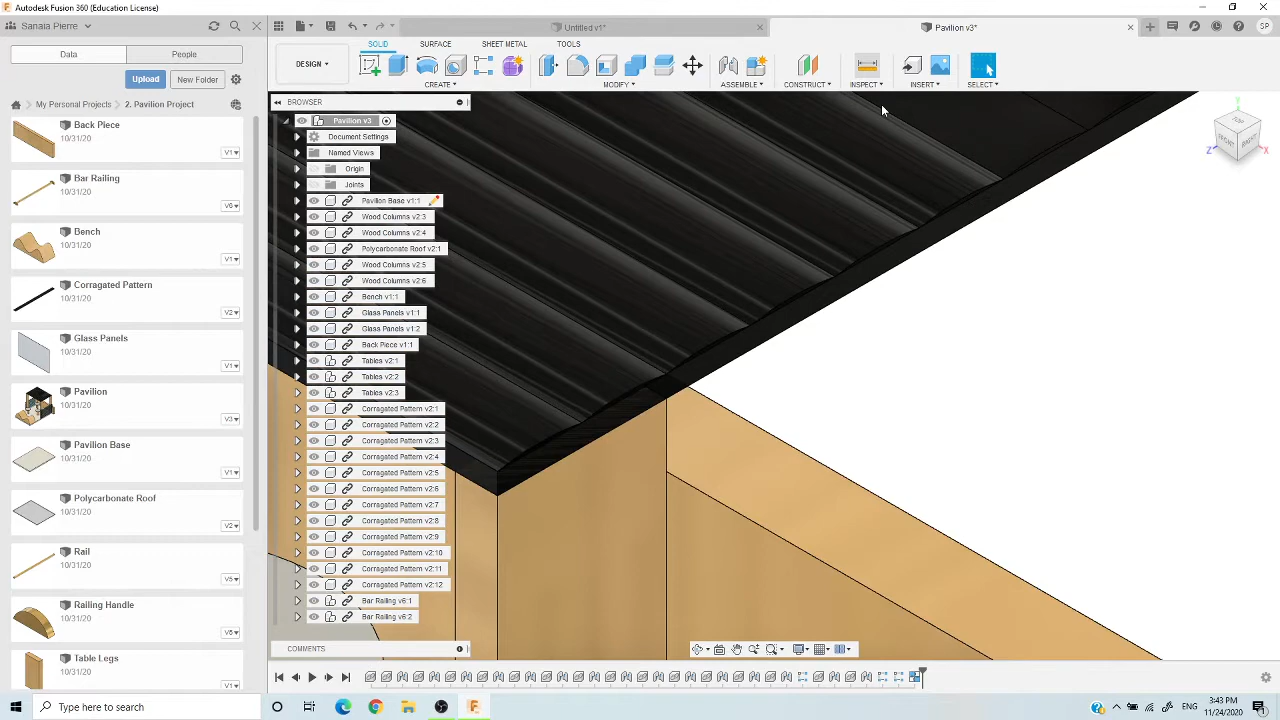 Autodesk Fusion 360 (Education License)
Sanaia Pierre
Untitled v1*
Pavilion v3*
SP
Data
People
SOLID
SURFACE
SHEET METAL
TOOLS
Upload
New Folder
DESIGN
CREATE
MODIFY
ASSEMBLE
CONSTRUCT
INSPECT
INSERT
SELECT
My Personal Projects
2. Pavilion Project
BROWSER
Y
TOP
FRONT
RIGHT
Z
X
Back Piece
10/31/20
V1
Bar Railing
10/31/20
V6
Bench
10/31/20
V1
Corragated Pattern
10/31/20
V2
Glass Panels
10/31/20
V1
Pavilion
10/31/20
V3
Pavilion Base
10/31/20
V1
Polycarbonate Roof
10/31/20
V2
Rail
10/31/20
V5
Railing Handle
10/31/20
V6
Table Legs
10/31/20
V1
Pavilion v3
Document Settings
Named Views
Origin
Joints
Pavilion Base v1:1
Wood Columns v2:3
Wood Columns v2:4
Polycarbonate Roof v2:1
Wood Columns v2:5
Wood Columns v2:6
Bench v1:1
Glass Panels v1:1
Glass Panels v1:2
Back Piece v1:1
Tables v2:1
Tables v2:2
Tables v2:3
Corragated Pattern v2:1
Corragated Pattern v2:2
Corragated Pattern v2:3
Corragated Pattern v2:4
Corragated Pattern v2:5
Corragated Pattern v2:6
Corragated Pattern v2:7
Corragated Pattern v2:8
Corragated Pattern v2:9
Corragated Pattern v2:10
Corragated Pattern v2:11
Corragated Pattern v2:12
Bar Railing v6:1
Bar Railing v6:2
COMMENTS
Type here to search
ENG
3:43 PM
11/24/2020